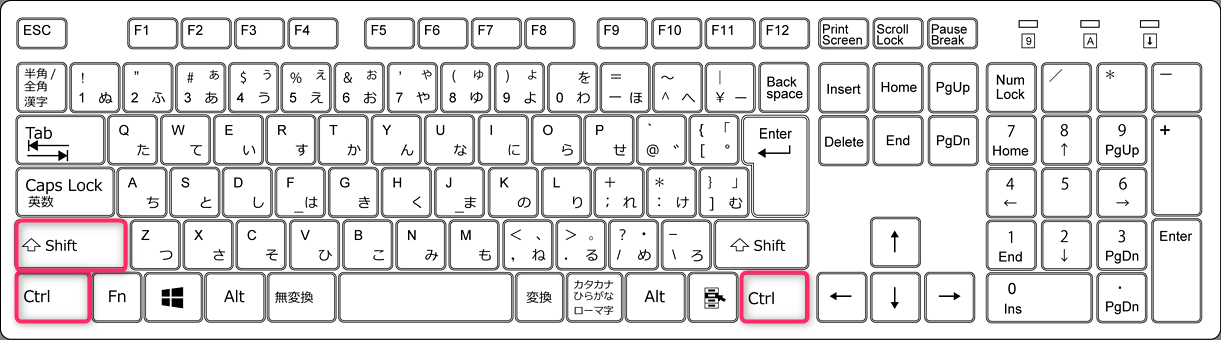 ESC F1 F2 F3 F4 F5 F6 F7 F8 F9 F10 F11 F12 Print Screen Scroll Lock Pause Break 9 A ⬇
半角/全角 漢字 ! 1 ぬ " 2 ふ # ぁ 3 あ $ ぅ 4 う % ぇ 5 え & ぉ 6 お ' ゃ 7 や ( ゅ 8 ゆ ) ょ 9 よ を 0 わ = ー ほ ～ ^ へ | ¥ ー Back space Insert Home PgUp Num Lock ／ * ー
Tab Q た W て E い R す T か Y ん U な I に O ら P せ ` @ ゛ { 「 [ ° Enter Delete End PgDn 7 Home 8 ↑ 9 PgUp +
Caps Lock 英数 A ち S と D し F _は G き H く J _ま K の L り + ; れ * : け } 」 ] む 4 ← 5 6 →
Shift Z つ X さ C そ V ひ B こ N み M も < 、 , ね > 。 . る ? ・ / め _ \ ろ Shift ↑ 1 End 2 ↓ 3 PgDn Enter
Ctrl Fn Alt 無変換 変換 カタカナ ひらがな ローマ字 Alt Ctrl ← ↓ → 0 Ins . PgDn